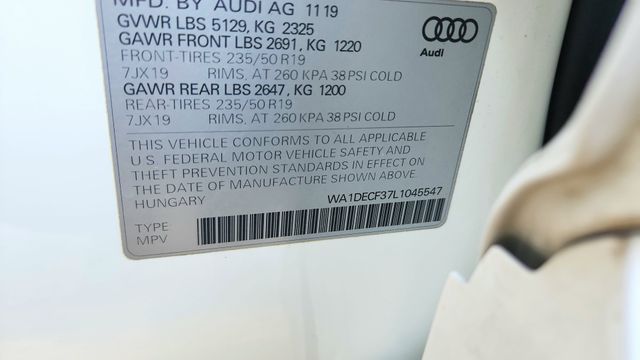 MFD. BY AUDI AG 11 19
GVWR LBS 5129, KG 2325
GAWR FRONT LBS 2691, KG 1220
FRONT-TIRES 235/50 R19
7JX19 RIMS, AT 260 KPA 38 PSI COLD
GAWR REAR LBS 2647, KG 1200
REAR-TIRES 235/50 R19
7JX19 RIMS, AT 260 KPA 38 PSI COLD
Audi
THIS VEHICLE CONFORMS TO ALL APPLICABLE
U.S. FEDERAL MOTOR VEHICLE SAFETY AND
THEFT PREVENTION STANDARDS IN EFFECT ON
THE DATE OF MANUFACTURE SHOWN ABOVE.
HUNGARY WA1DECF37L1045547
TYPE
MPV